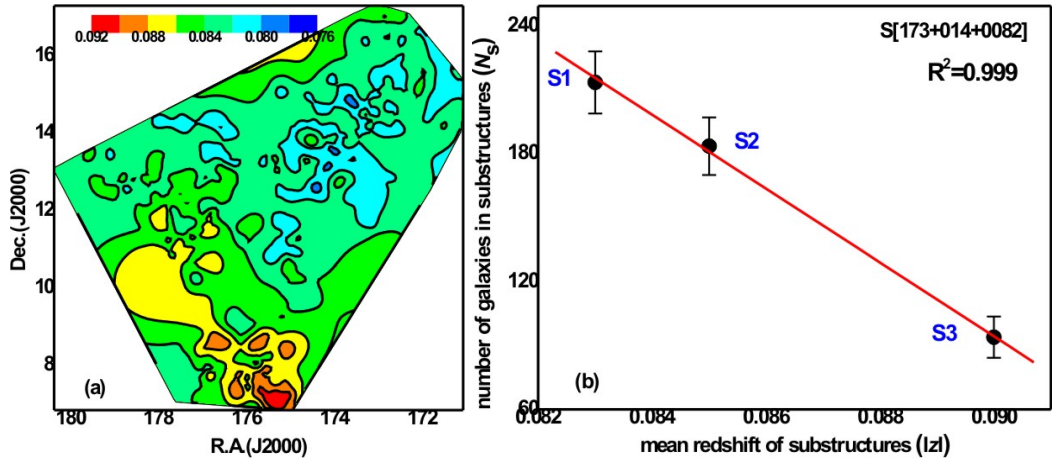 0.092 0.088 0.084 0.080 0.076
16
14
12
10
8
Dec.(J2000)
(a)
180 178 176 174 172
R.A.(J2000)
240
180
120
60
number of galaxies in substructures (Ns)
S[173+014+0082]
R2=0.999
S1
S2
S3
(b)
0.082 0.084 0.086 0.088 0.090
mean redshift of substructures (|z|)